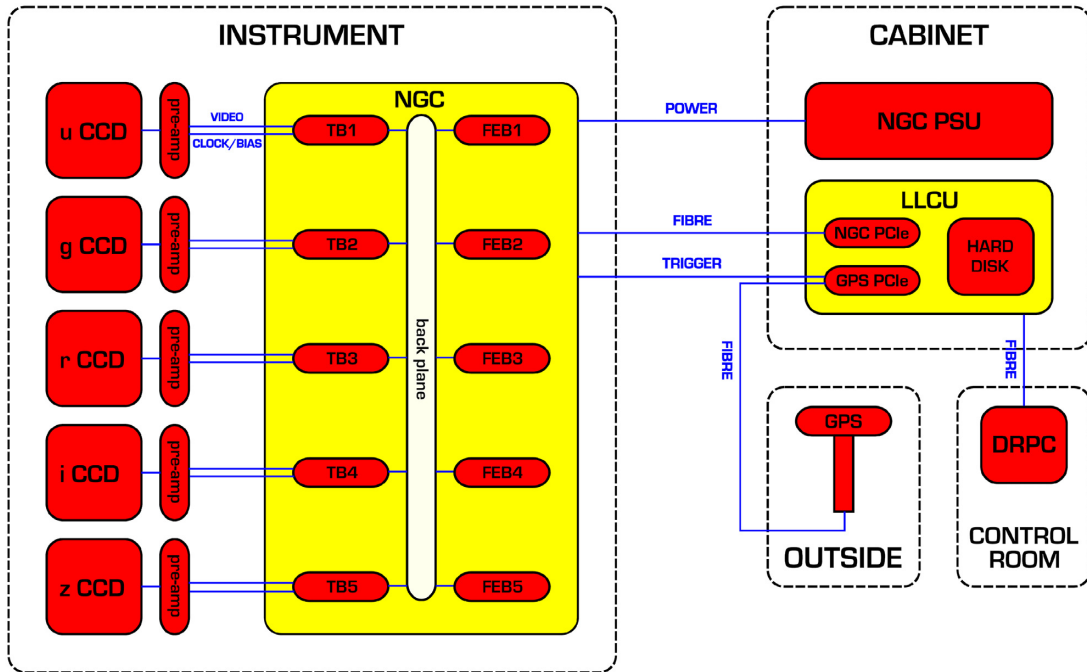 INSTRUMENT
CABINET
NGC
u CCD
pre-amp
VIDEO
CLOCK/BIAS
TB1
FEB1
POWER
NGC PSU
g CCD
pre-amp
TB2
FEB2
FIBRE
LLCU
NGC PCIe
HARD
DISK
TRIGGER
GPS PCIe
r CCD
pre-amp
TB3
back plane
FEB3
FIBRE
FIBRE
i CCD
pre-amp
TB4
FEB4
GPS
DRPC
OUTSIDE
CONTROL
ROOM
z CCD
pre-amp
TB5
FEB5